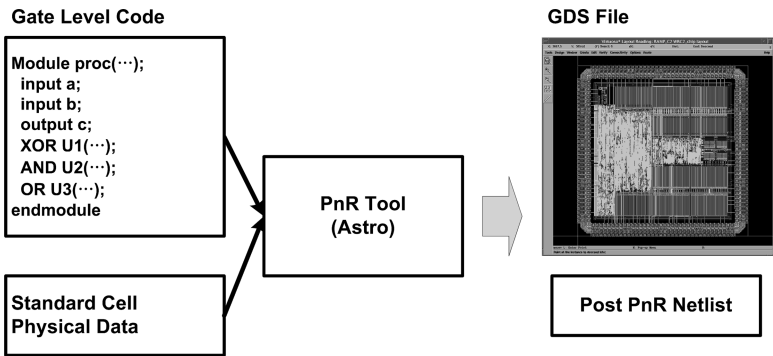 Gate Level Code
GDS File
Module proc(⋯);
input a;
input b;
output c;
XOR U1(⋯);
AND U2(⋯);
OR U3(⋯);
endmodule
PnR Tool
(Astro)
Standard Cell
Physical Data
Post PnR Netlist